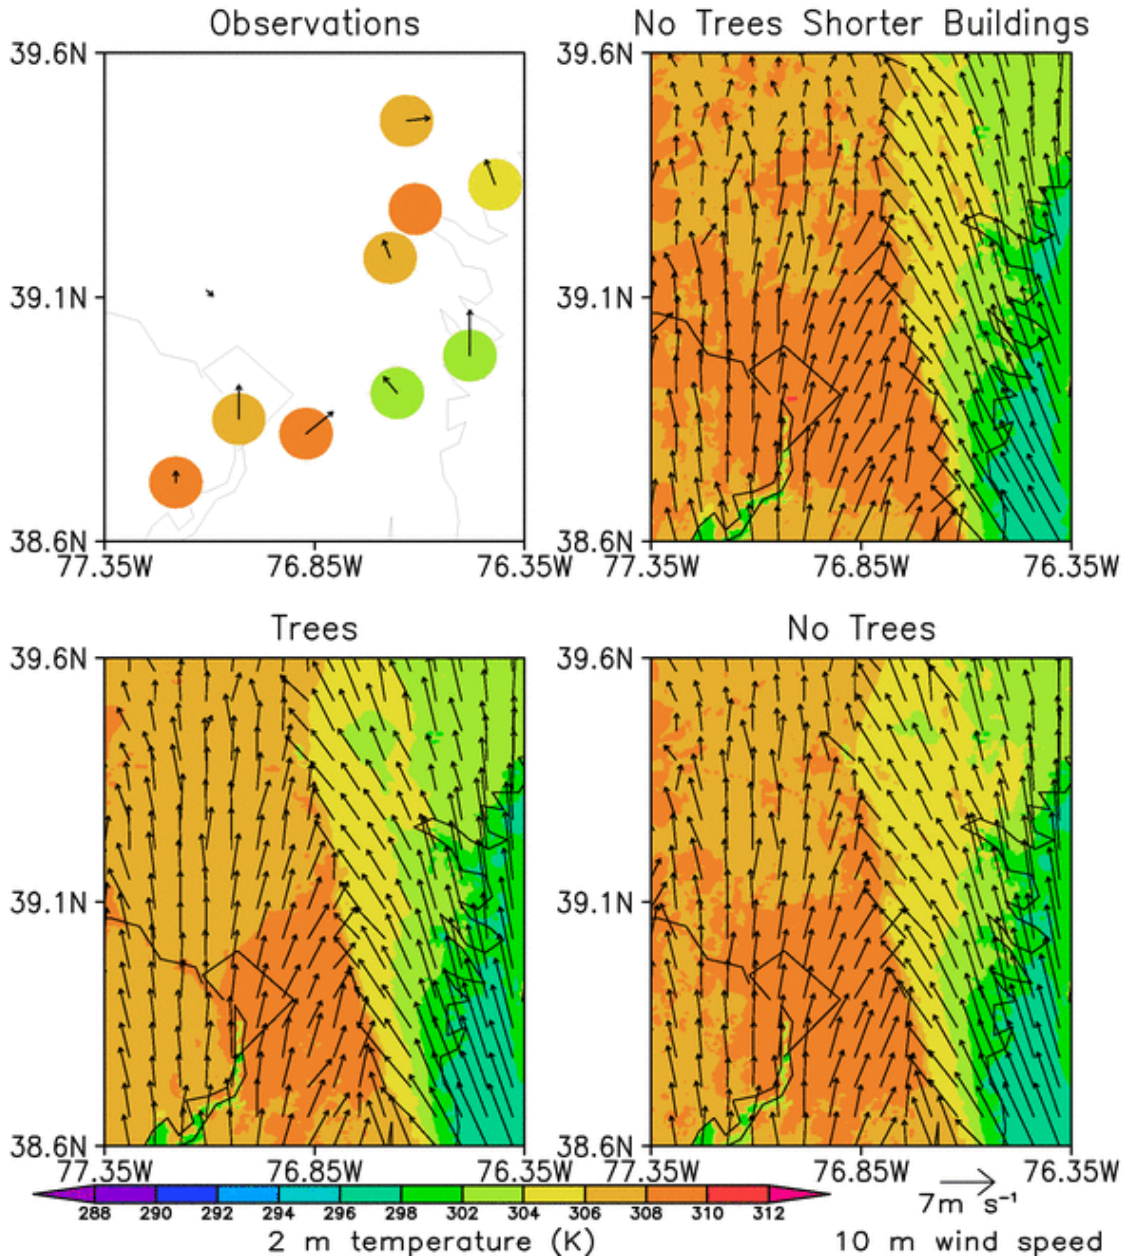 Observations No Trees Shorter Buildings
39.6N 39.6N
39.1N 39.1N
38.6N 38.6N
77.35W 76.85W 76.35W 77.35W 76.85W 76.35W
Trees No Trees
39.6N 39.6N
39.1N 39.1N
38.6N 38.6N
77.35W 76.85W 76.35W 77.35W 76.85W 76.35W
288 290 292 294 296 298 302 304 306 308 310 312
7m s⁻¹
2 m temperature (K) 10 m wind speed